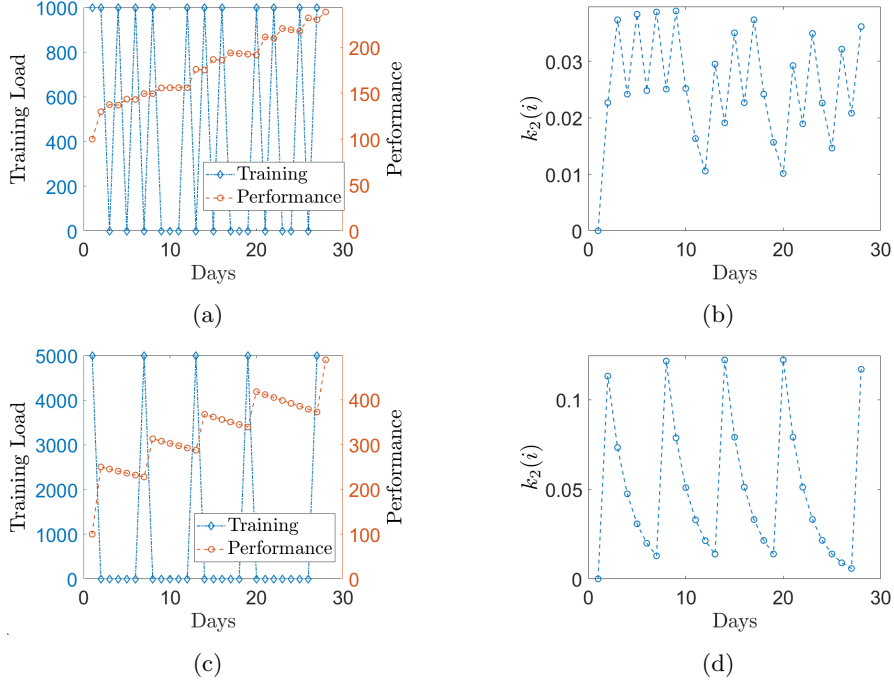 1000
800
600
400
200
0
Training Load
200
150
100
50
0
Performance
Training
Performance
0 10 20 30
Days
(a)
0.03
0.02
0.01
0
k₂(i)
0 10 20 30
Days
(b)
5000
4000
3000
2000
1000
0
Training Load
400
300
200
100
0
Performance
Training
Performance
0 10 20 30
Days
(c)
0.1
0.05
0
k₂(i)
0 10 20 30
Days
(d)